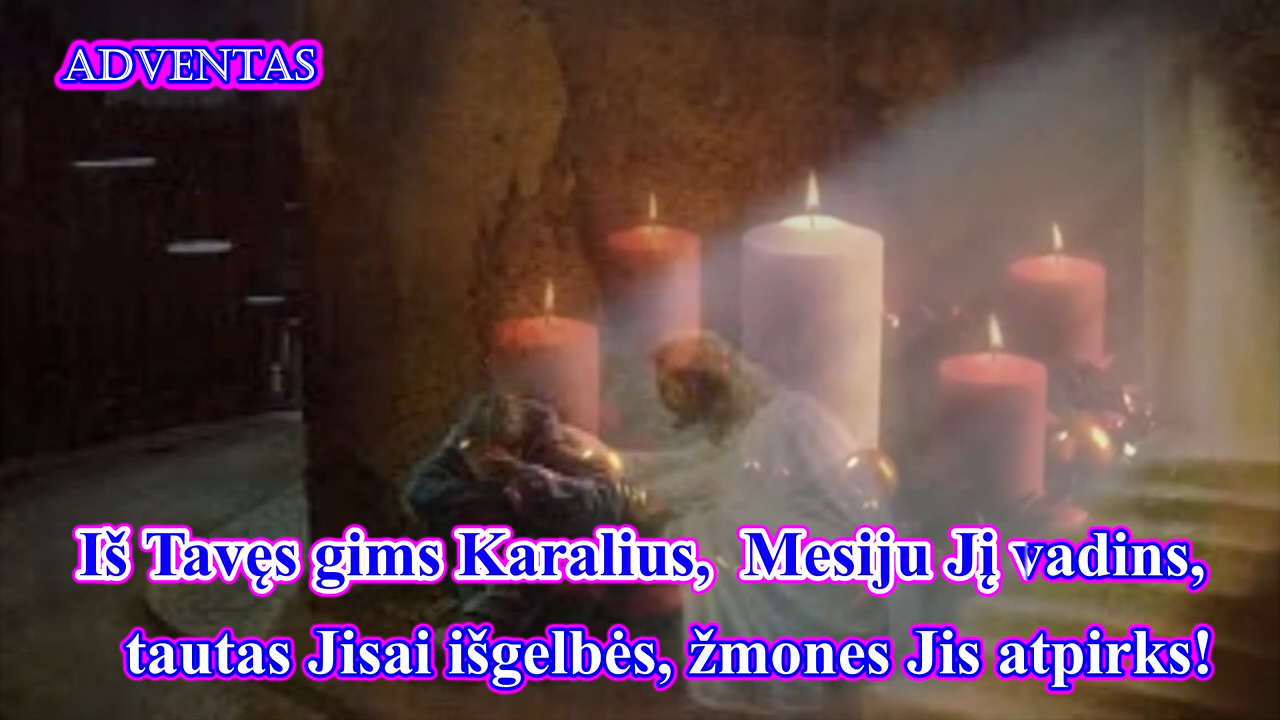 ADVENTAS
Iš Tavęs gims Karalius, Mesiju Jį vadins,
tautas Jisai išgelbės, žmones Jis atpirks!